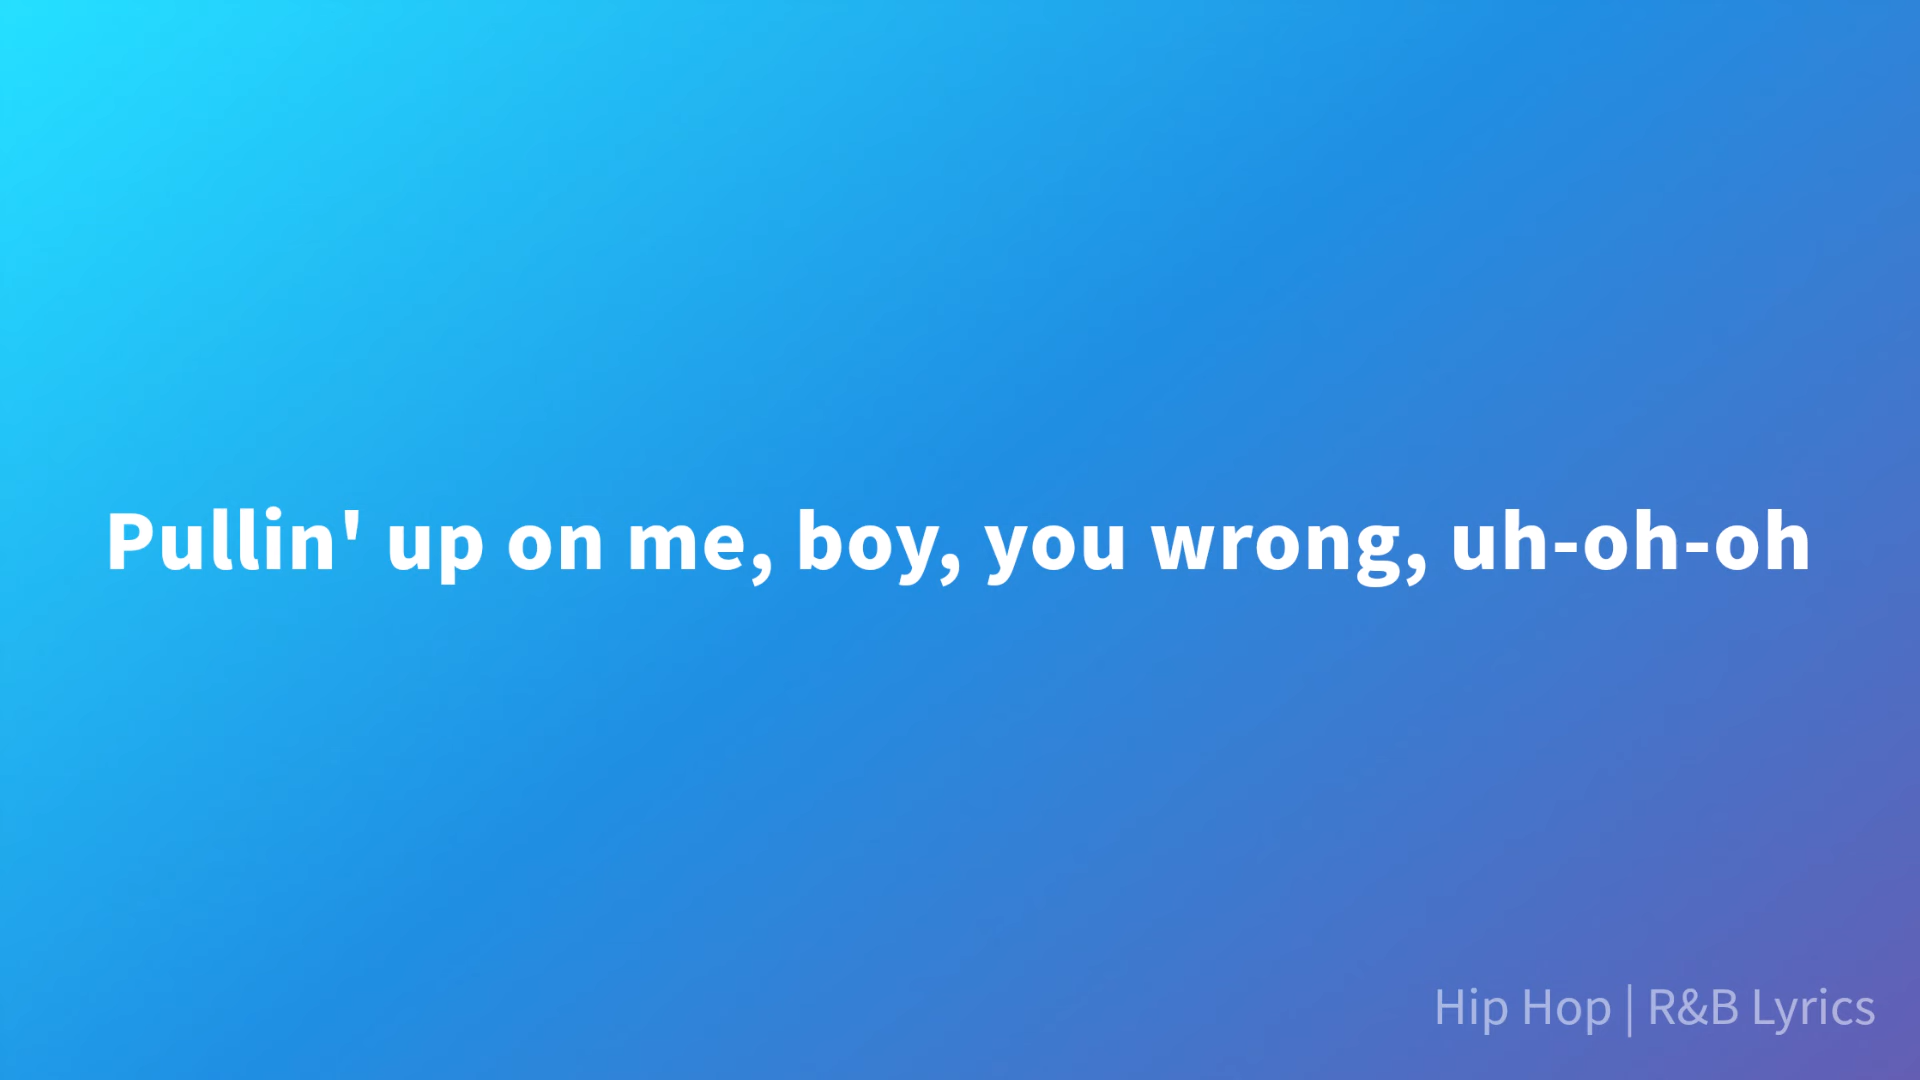 Pullin' up on me, boy, you wrong, uh-oh-oh
Hip Hop | R&B Lyrics